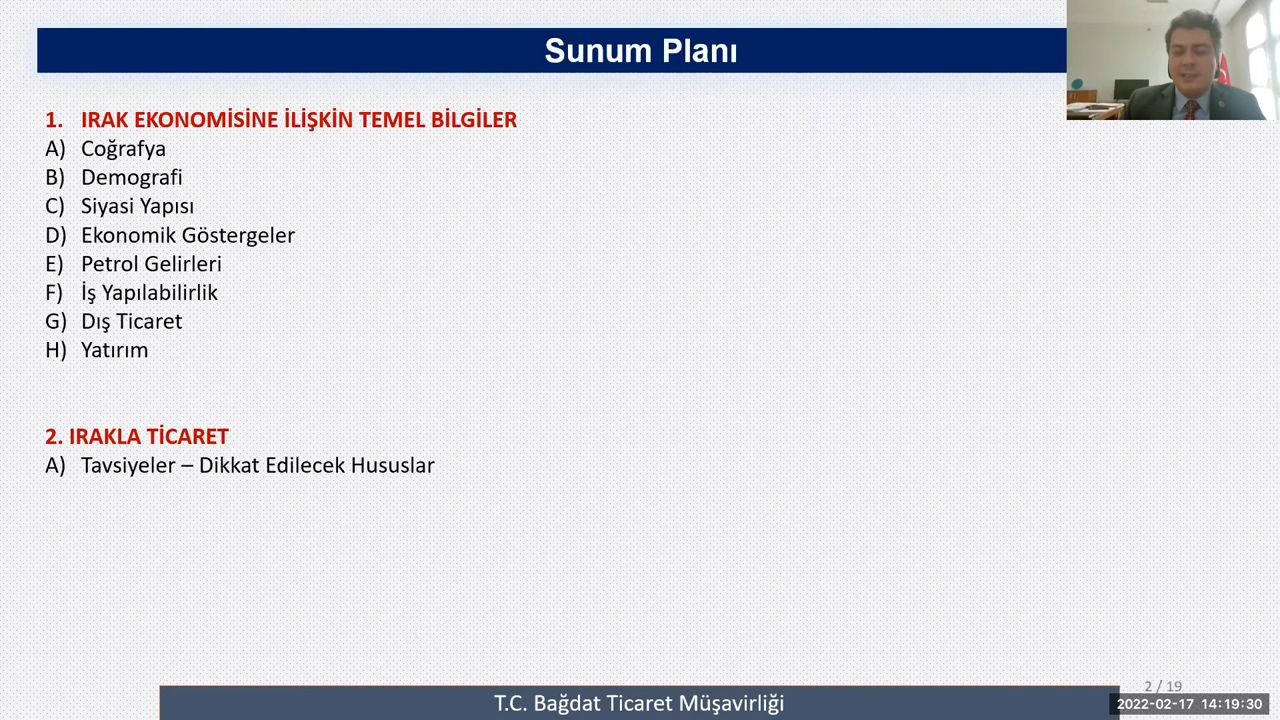 Sunum Planı
1. IRAK EKONOMİSİNE İLİŞKİN TEMEL BİLGİLER
A) Coğrafya
B) Demografi
C) Siyasi Yapısı
D) Ekonomik Göstergeler
E) Petrol Gelirleri
F) İş Yapılabilirlik
G) Dış Ticaret
H) Yatırım
2. IRAKLA TİCARET
A) Tavsiyeler – Dikkat Edilecek Hususlar
T.C. Bağdat Ticaret Müşavirliği
2 / 19
2022-02-17 14:19:30